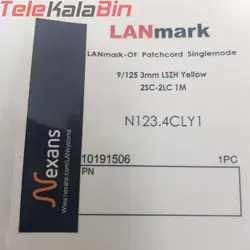 TeleKalaBin
LANmark
LANmark-OF Patchcord Singlemode
9/125 3mm LSZH Yellow
2SC-2LC 1M
N123.4CLY1
Nexans
www.nexans.com/LANsystems
10191506 1PC
PN